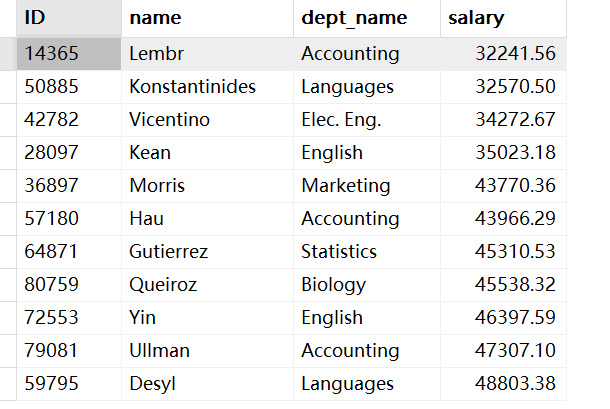 ID name dept_name salary
14365 Lembr Accounting 32241.56
50885 Konstantinides Languages 32570.50
42782 Vicentino Elec. Eng. 34272.67
28097 Kean English 35023.18
36897 Morris Marketing 43770.36
57180 Hau Accounting 43966.29
64871 Gutierrez Statistics 45310.53
80759 Queiroz Biology 45538.32
72553 Yin English 46397.59
79081 Ullman Accounting 47307.10
59795 Desyl Languages 48803.38